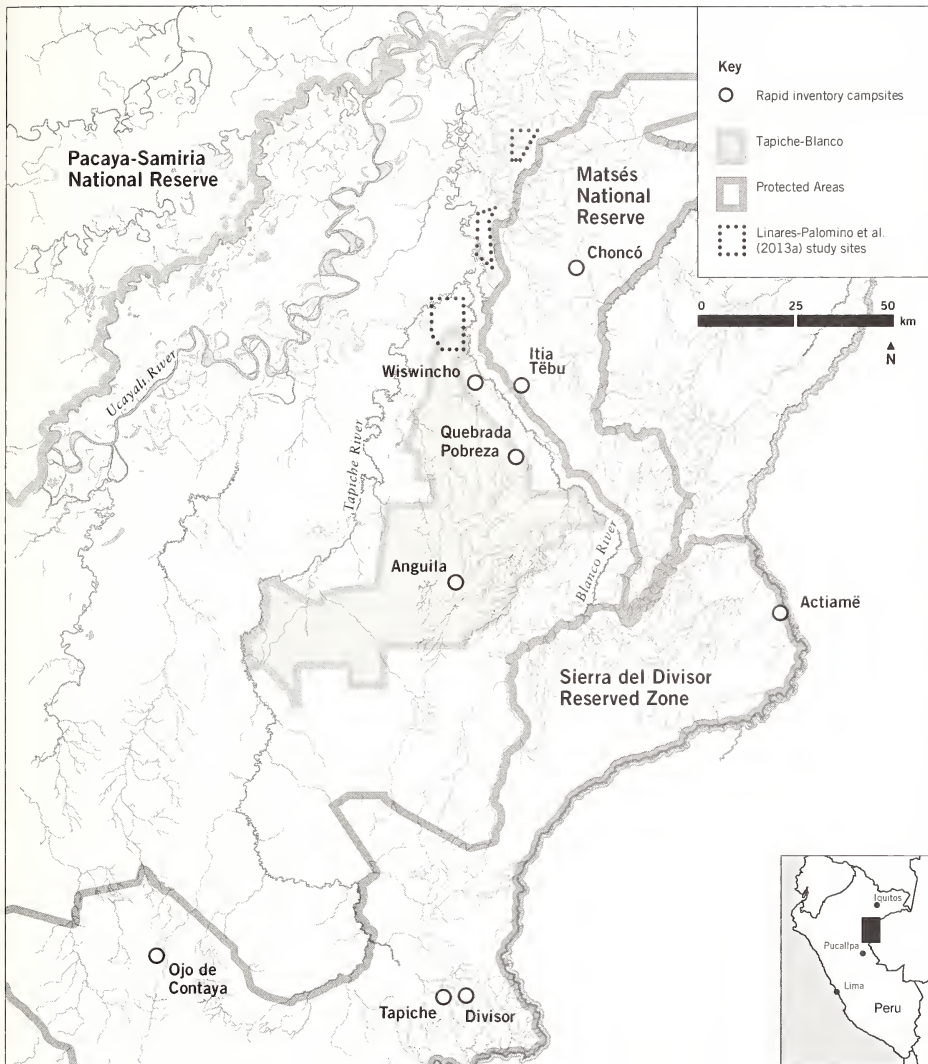 Key
Rapid inventory campsites
Tapiche-Blanco
Protected Areas
Linares-Palomino et al.
(2013a) study sites
0 25 50
km
N
Pacaya-Samiria
National Reserve
Matsés
National
Reserve
Choncó
Ucayali River
Wiswincho
Itia
Tëbu
Tapiche River
Quebrada
Pobreza
Anguila
Blanco River
Actiamë
Sierra del Divisor
Reserved Zone
Ojo de
Contaya
Tapiche
Divisor
Iquitos
Pucallpa
Lima
Peru